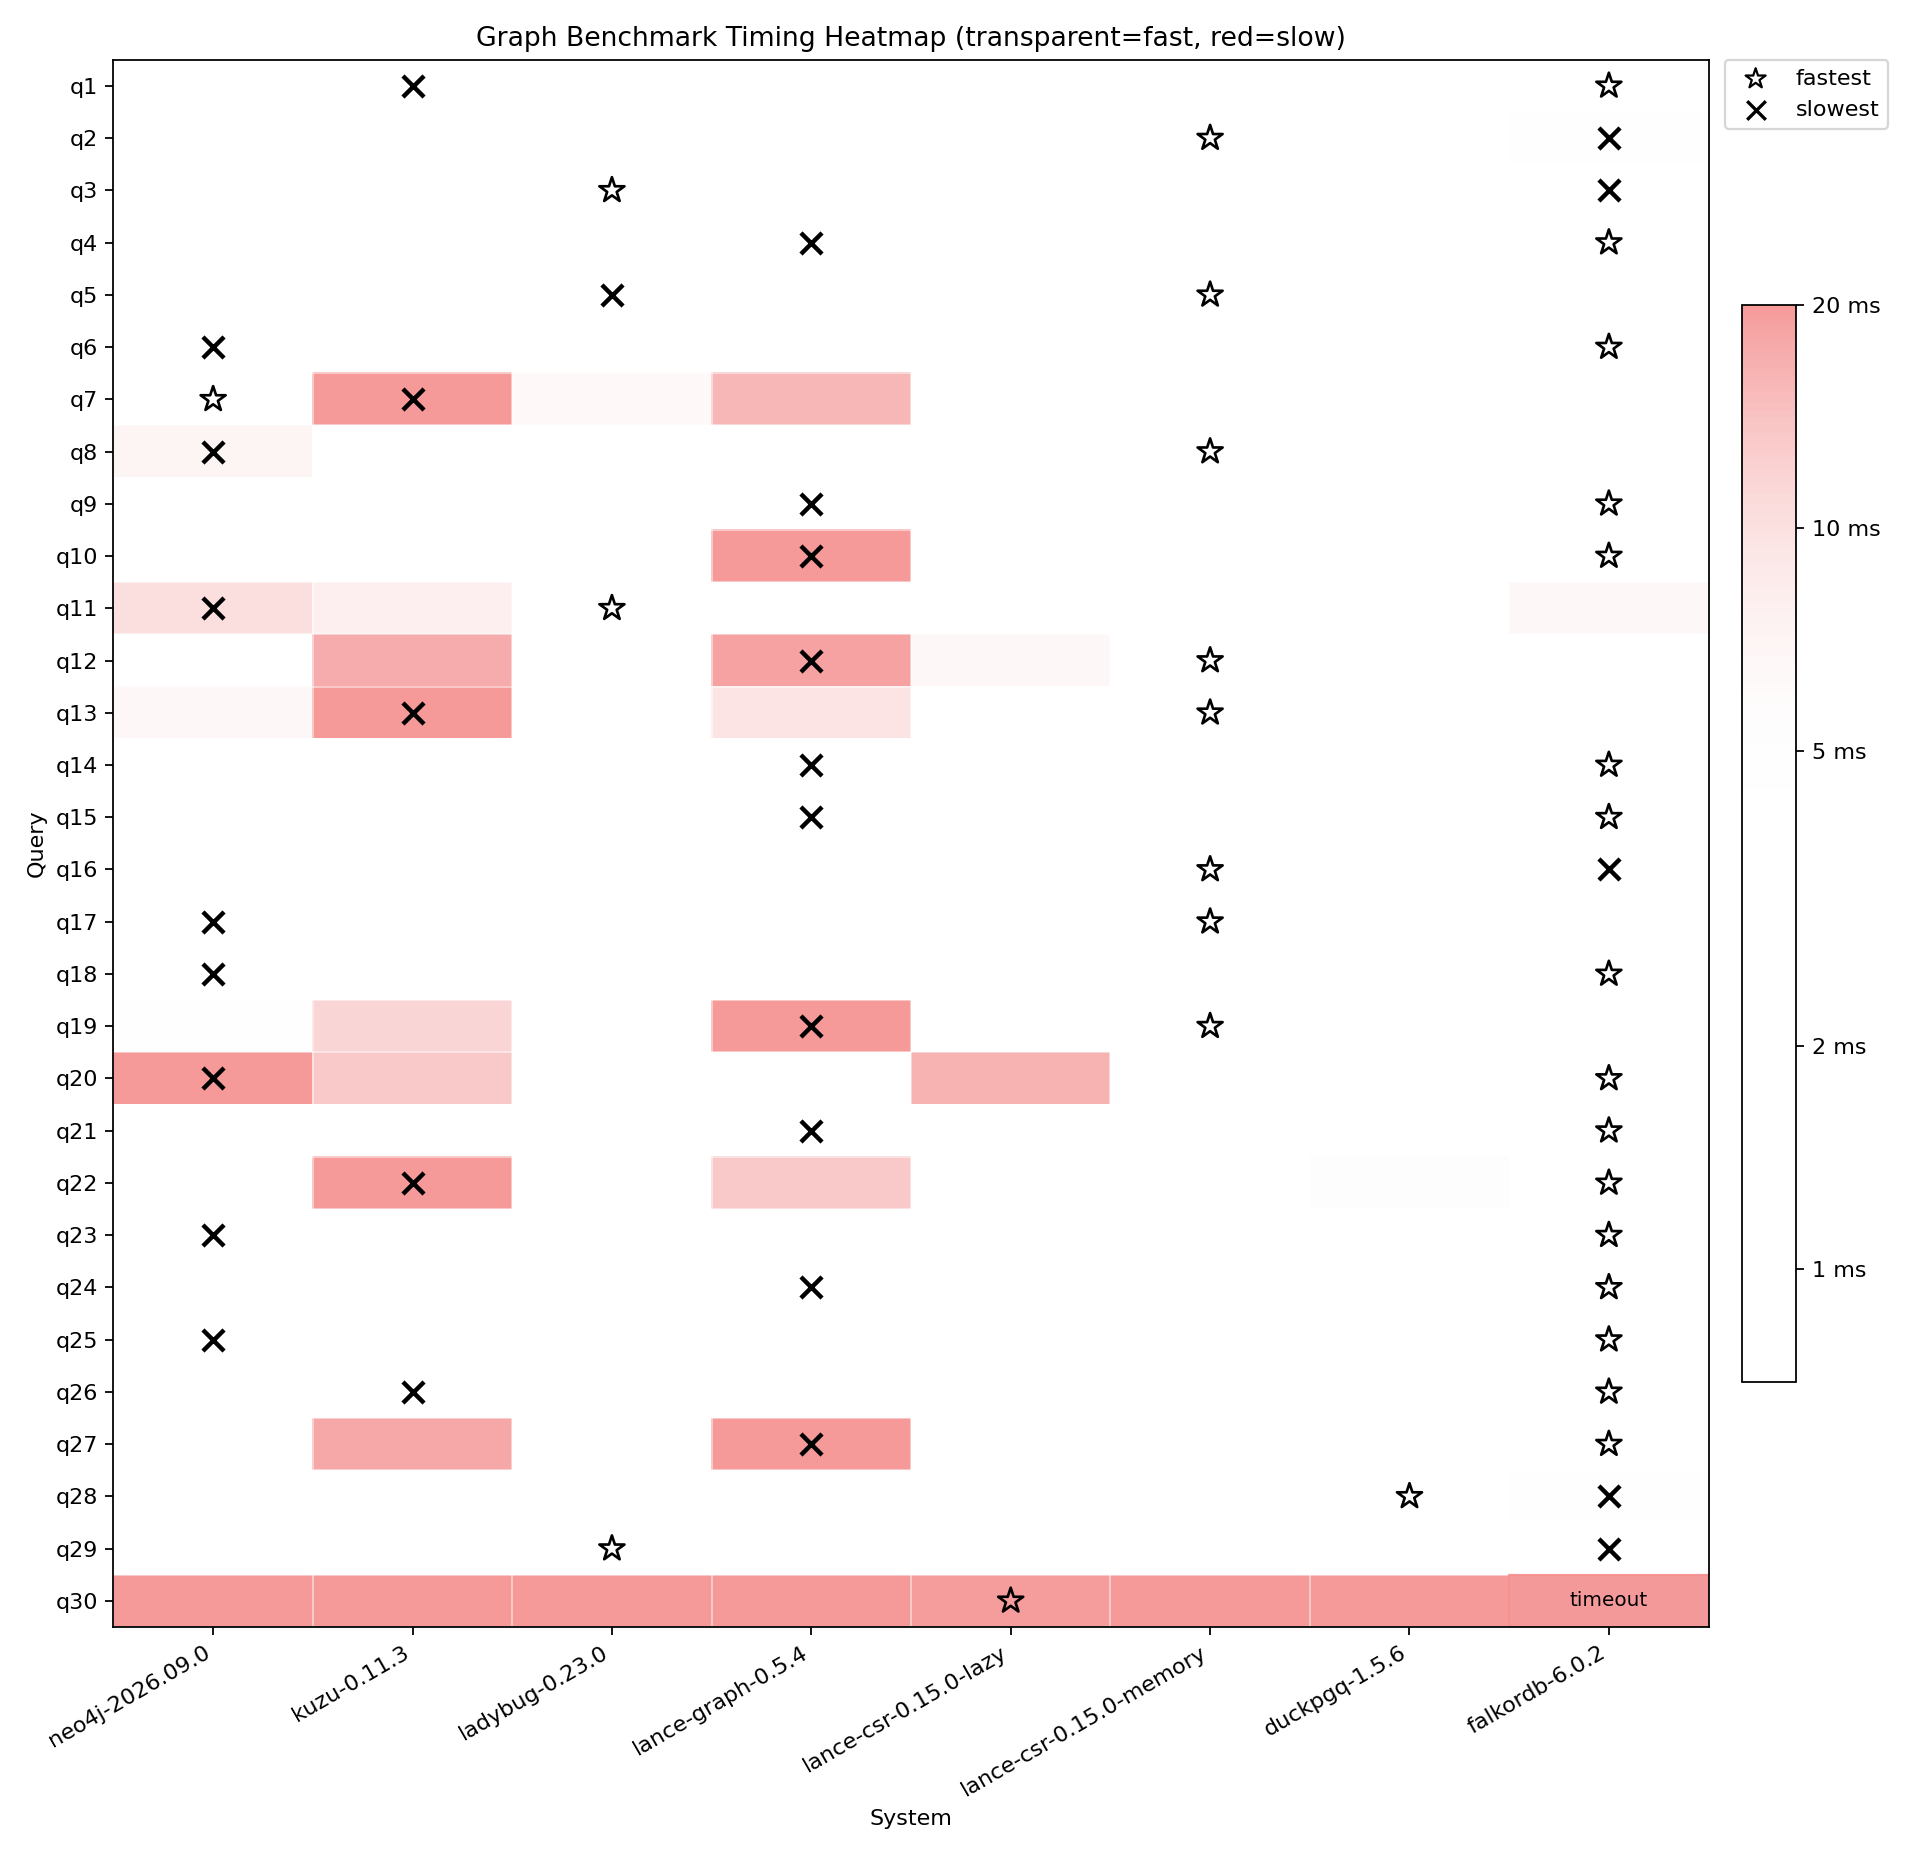 Graph Benchmark Timing Heatmap (transparent=fast, red=slow)
fastest
slowest
q1
q2
q3
q4
q5
q6
q7
q8
q9
q10
q11
q12
q13
q14
q15
q16
q17
q18
q19
q20
q21
q22
q23
q24
q25
q26
q27
q28
q29
q30
Query
timeout
20 ms
10 ms
5 ms
2 ms
1 ms
neo4j-2026.09.0
kuzu-0.11.3
ladybug-0.23.0
lance-graph-0.5.4
lance-csr-0.15.0-lazy
lance-csr-0.15.0-memory
duckpgq-1.5.6
falkordb-6.0.2
System